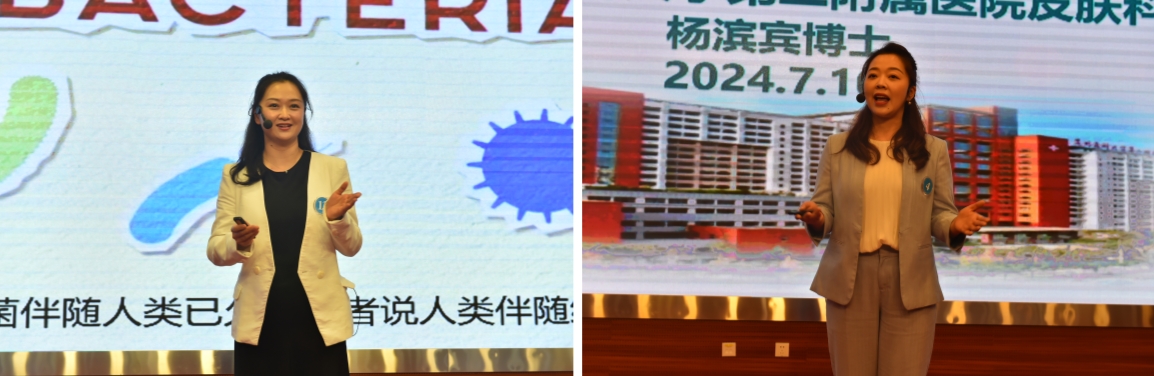 BACTERIA
菌伴随人类已
者说人类伴随
附属医院皮肤科
杨滨宾博士
2024.7.1